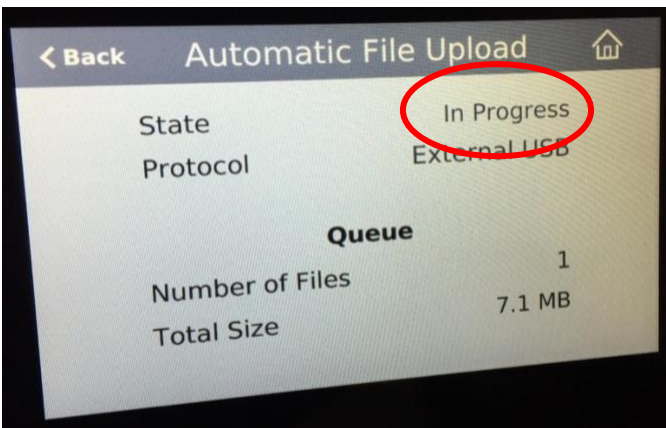 < Back Automatic File Upload
State In Progress
Protocol External USB
Queue
Number of Files 1
Total Size 7.1 MB